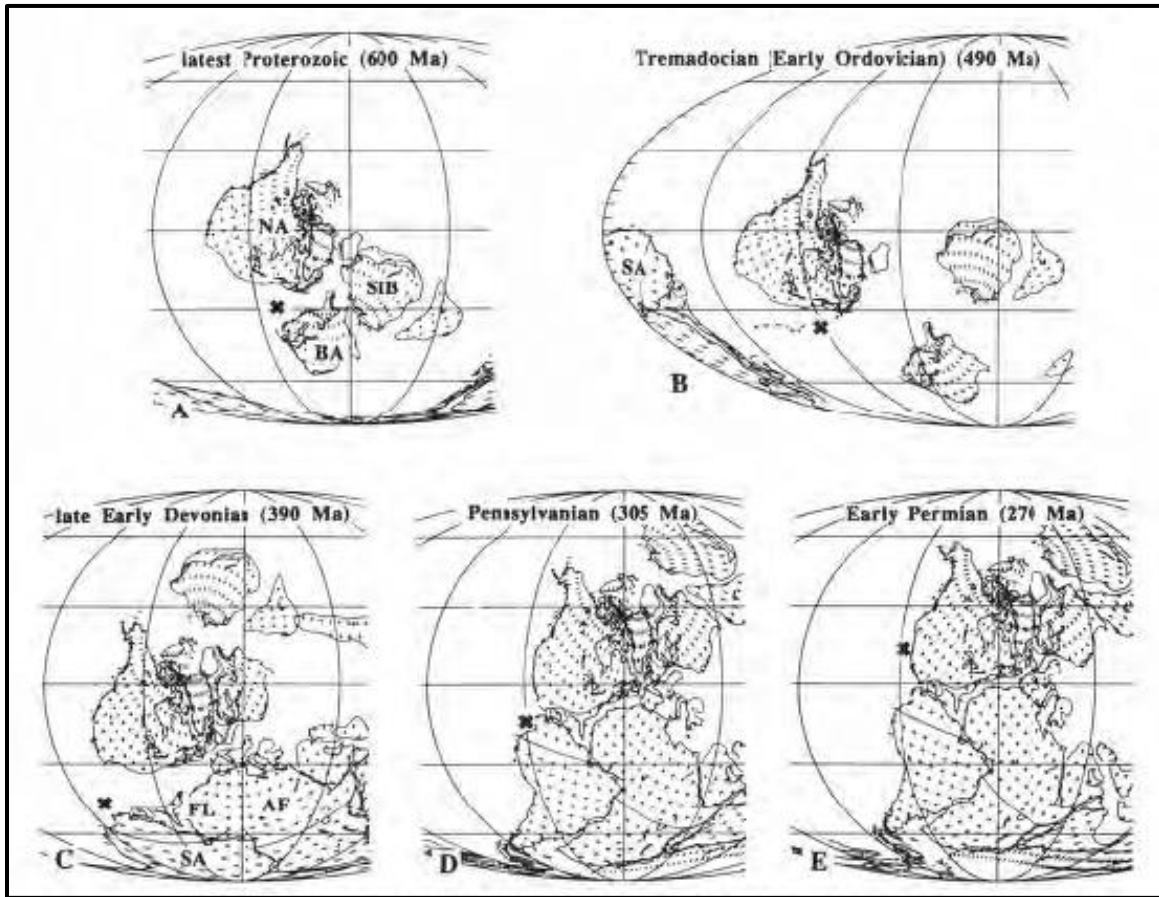 latest Proterozoic (600 Ma)
NA
SIB
BA
A
Tremadocian (Early Ordovician) (490 Ma)
SA
B
late Early Devonian (390 Ma)
FL
AF
SA
C
Pennsylvanian (305 Ma)
C
D
Early Permian (270 Ma)
E